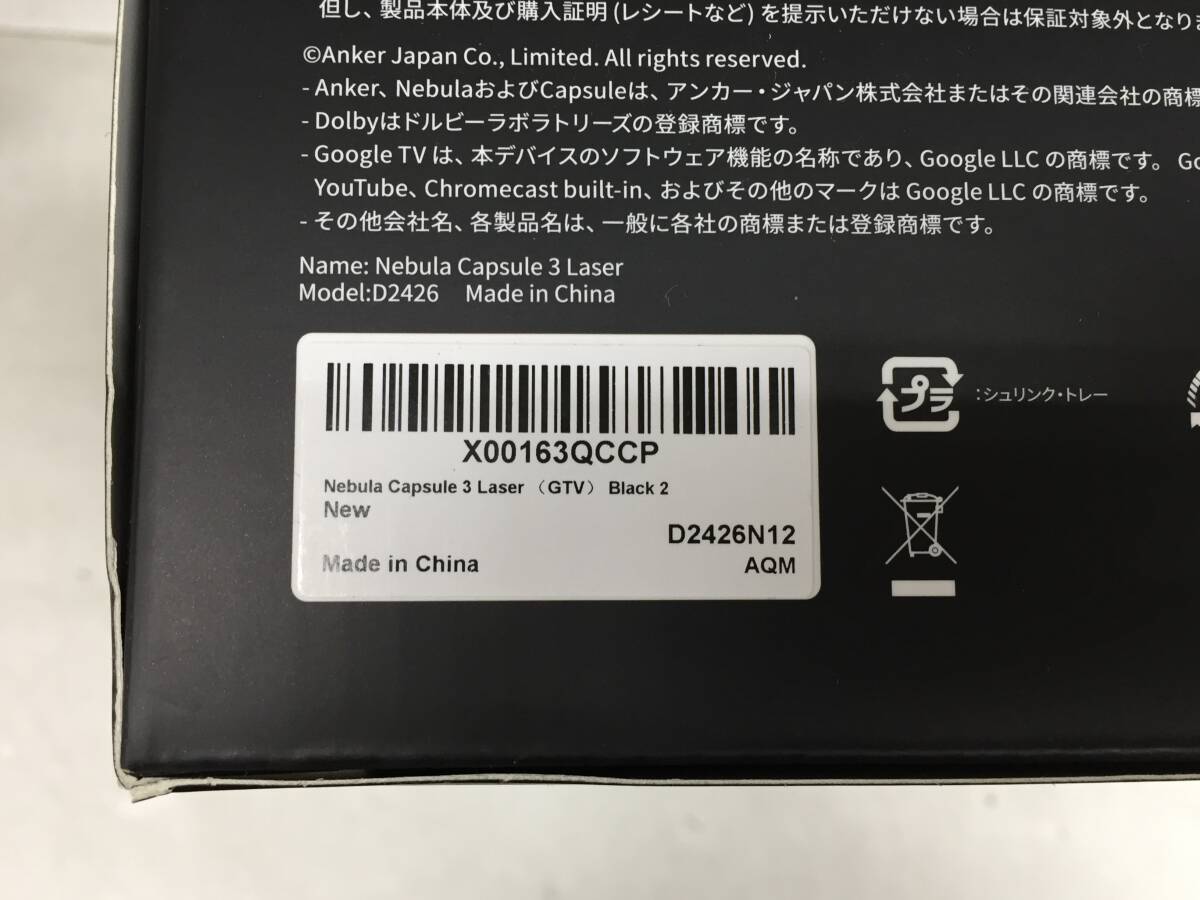 但し、製品本体及び購入証明(レシートなど)を提示いただけない場合は保証対象外となりま
©Anker Japan Co., Limited. All rights reserved.
- Anker、NebulaおよびCapsuleは、アンカー・ジャパン株式会社またはその関連会社の商標
- Dolbyはドルビーラボラトリーズの登録商標です。
- Google TV は、本デバイスのソフトウェア機能の名称であり、Google LLC の商標です。 Go
YouTube、Chromecast built-in、およびその他のマークは Google LLC の商標です。
- その他会社名、各製品名は、一般に各社の商標または登録商標です。
Name: Nebula Capsule 3 Laser
Model:D2426 Made in China
X00163QCCP
Nebula Capsule 3 Laser （GTV） Black 2
New
D2426N12
Made in China
AQM
プラ
:シュリンク・トレー